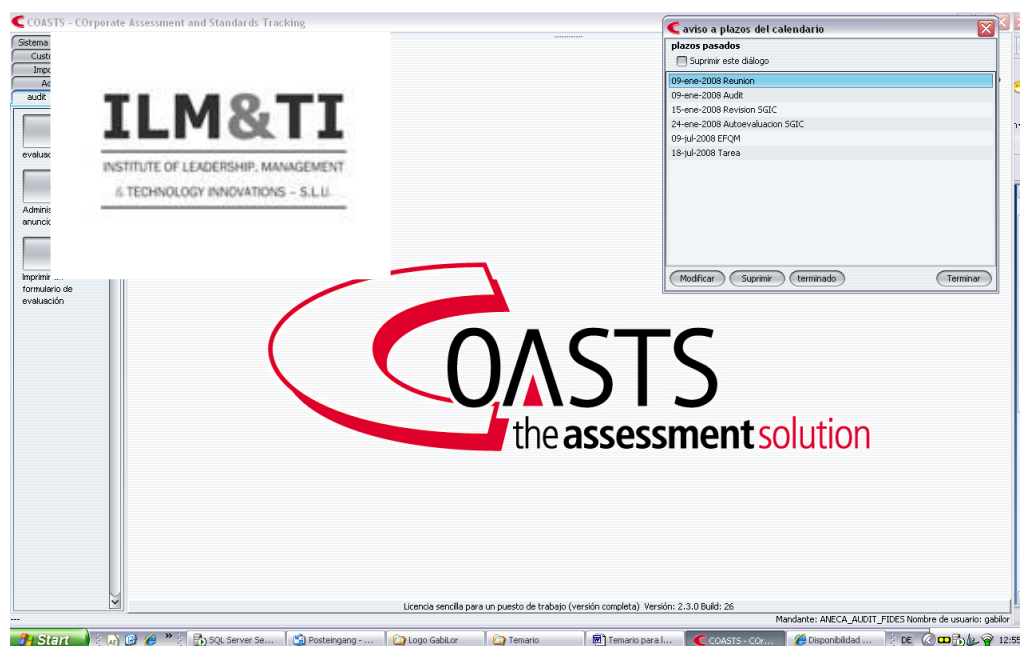 COASTS - COrporate Assessment and Standards Tracking
Sistema
Custo
Impo
Ad
audit
evaluac
Adminis
anuncio
Imprimir un
formulario de
evaluación
ILM&TI
INSTITUTE OF LEADERSHIP, MANAGEMENT
& TECHNOLOGY INNOVATIONS - S.L.U.
aviso a plazos del calendario
plazos pasados
Suprimir este diálogo
09-ene-2008 Reunion
09-ene-2008 Audit
15-ene-2008 Revision SGIC
24-ene-2008 Autoevaluacion SGIC
09-jul-2008 EFQM
18-jul-2008 Tarea
Modificar Suprimir terminado Terminar
COASTS
the assessment solution
Licencia sencilla para un puesto de trabajo (versión completa) Versión: 2.3.0 Build: 26
---
Mandante: ANECA_AUDIT_FIDES Nombre de usuario: gabilor
Start SQL Server Se... Posteingang - ... Logo GabiLor Temario Temario para l... COASTS - COr... Disponibilidad ... DE 12:55